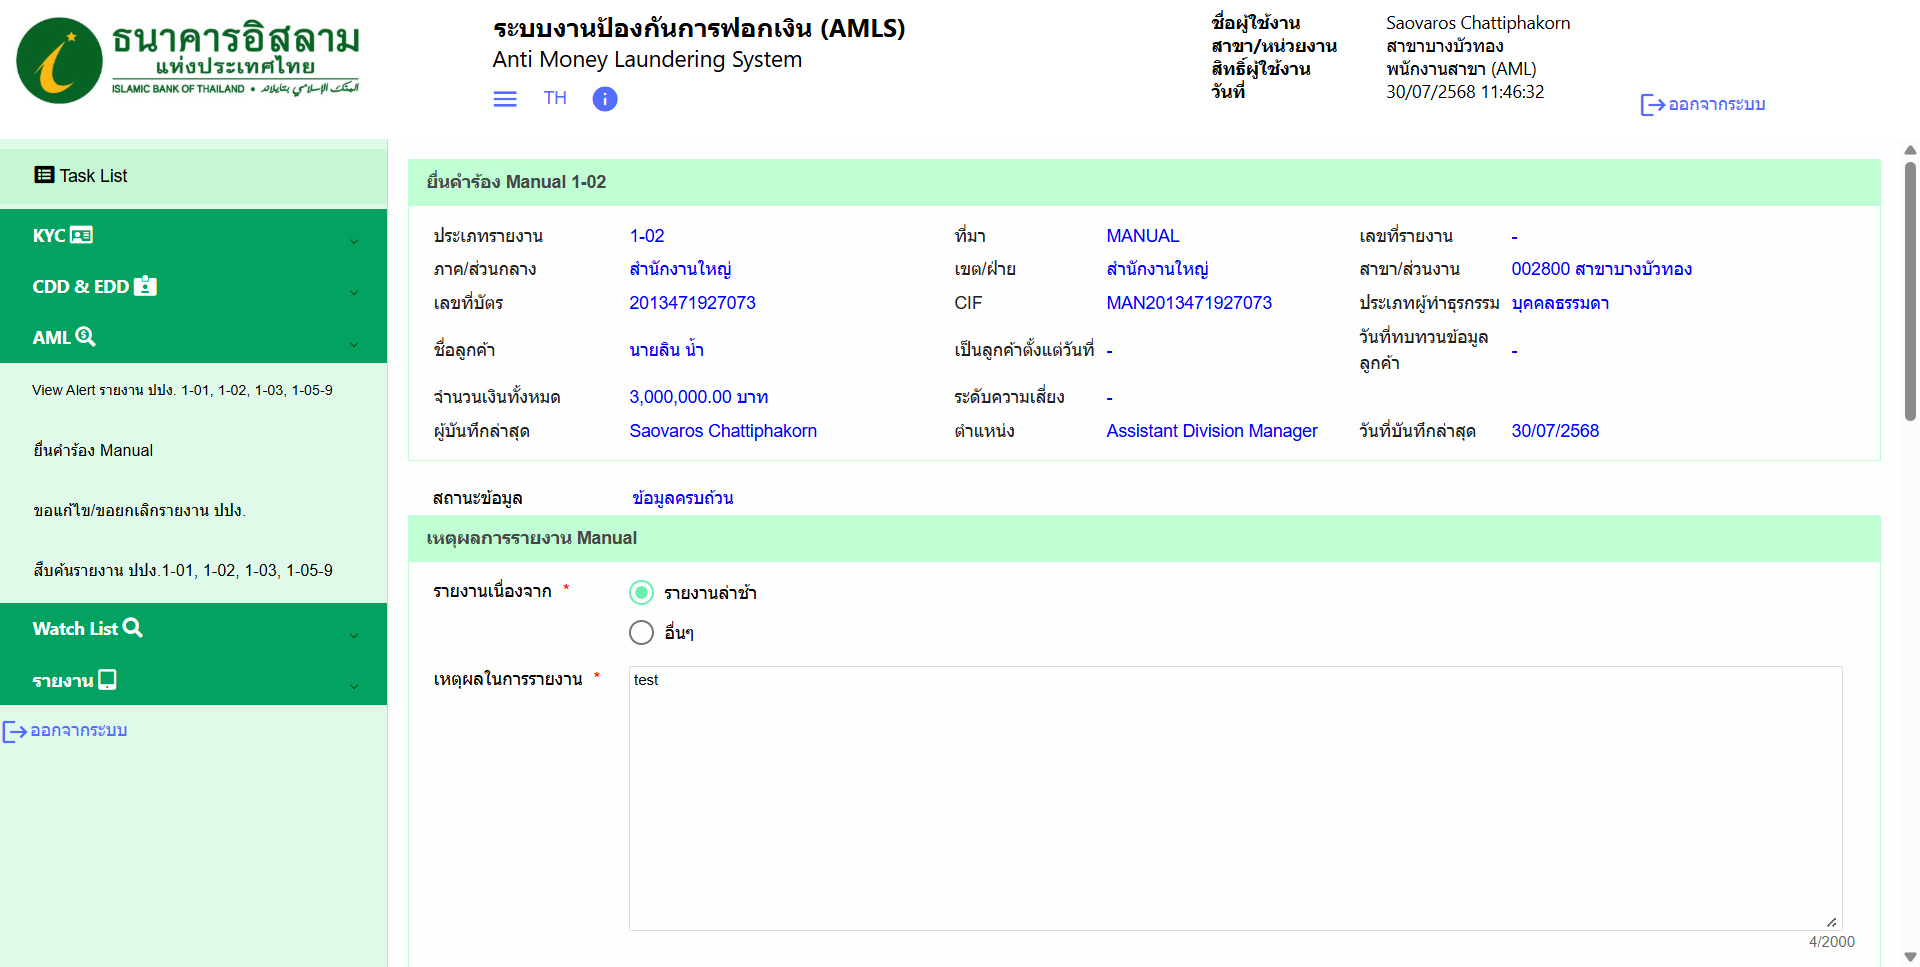 ธนาคารอิสลาม
แห่งประเทศไทย
ISLAMIC BANK OF THAILAND •
ระบบงานป้องกันการฟอกเงิน (AMLS)
Anti Money Laundering System
TH
ชื่อผู้ใช้งาน Saovaros Chattiphakorn
สาขา/หน่วยงาน สาขาบางบัวทอง
สิทธิ์ผู้ใช้งาน พนักงานสาขา (AML)
วันที่ 30/07/2568 11:46:32
ออกจากระบบ
Task List
KYC
CDD & EDD
AML
View Alert รายงาน ปปง. 1-01, 1-02, 1-03, 1-05-9
ยื่นคำร้อง Manual
ขอแก้ไข/ขอยกเลิกรายงาน ปปง.
สืบค้นรายงาน ปปง.1-01, 1-02, 1-03, 1-05-9
Watch List
รายงาน
ออกจากระบบ
ยื่นคำร้อง Manual 1-02
ประเภทรายงาน 1-02 ที่มา MANUAL เลขที่รายงาน -
ภาค/ส่วนกลาง สำนักงานใหญ่ เขต/ฝ่าย สำนักงานใหญ่ สาขา/ส่วนงาน 002800 สาขาบางบัวทอง
เลขที่บัตร 2013471927073 CIF MAN2013471927073 ประเภทผู้ทำธุรกรรม บุคคลธรรมดา
ชื่อลูกค้า นายลิน น้ำ เป็นลูกค้าตั้งแต่วันที่ - วันที่ทบทวนข้อมูล
ลูกค้า -
จำนวนเงินทั้งหมด 3,000,000.00 บาท ระดับความเสี่ยง -
ผู้บันทึกล่าสุด Saovaros Chattiphakorn ตำแหน่ง Assistant Division Manager วันที่บันทึกล่าสุด 30/07/2568
สถานะข้อมูล ข้อมูลครบถ้วน
เหตุผลการรายงาน Manual
รายงานเนื่องจาก * รายงานล่าช้า
อื่นๆ
เหตุผลในการรายงาน * test
4/2000